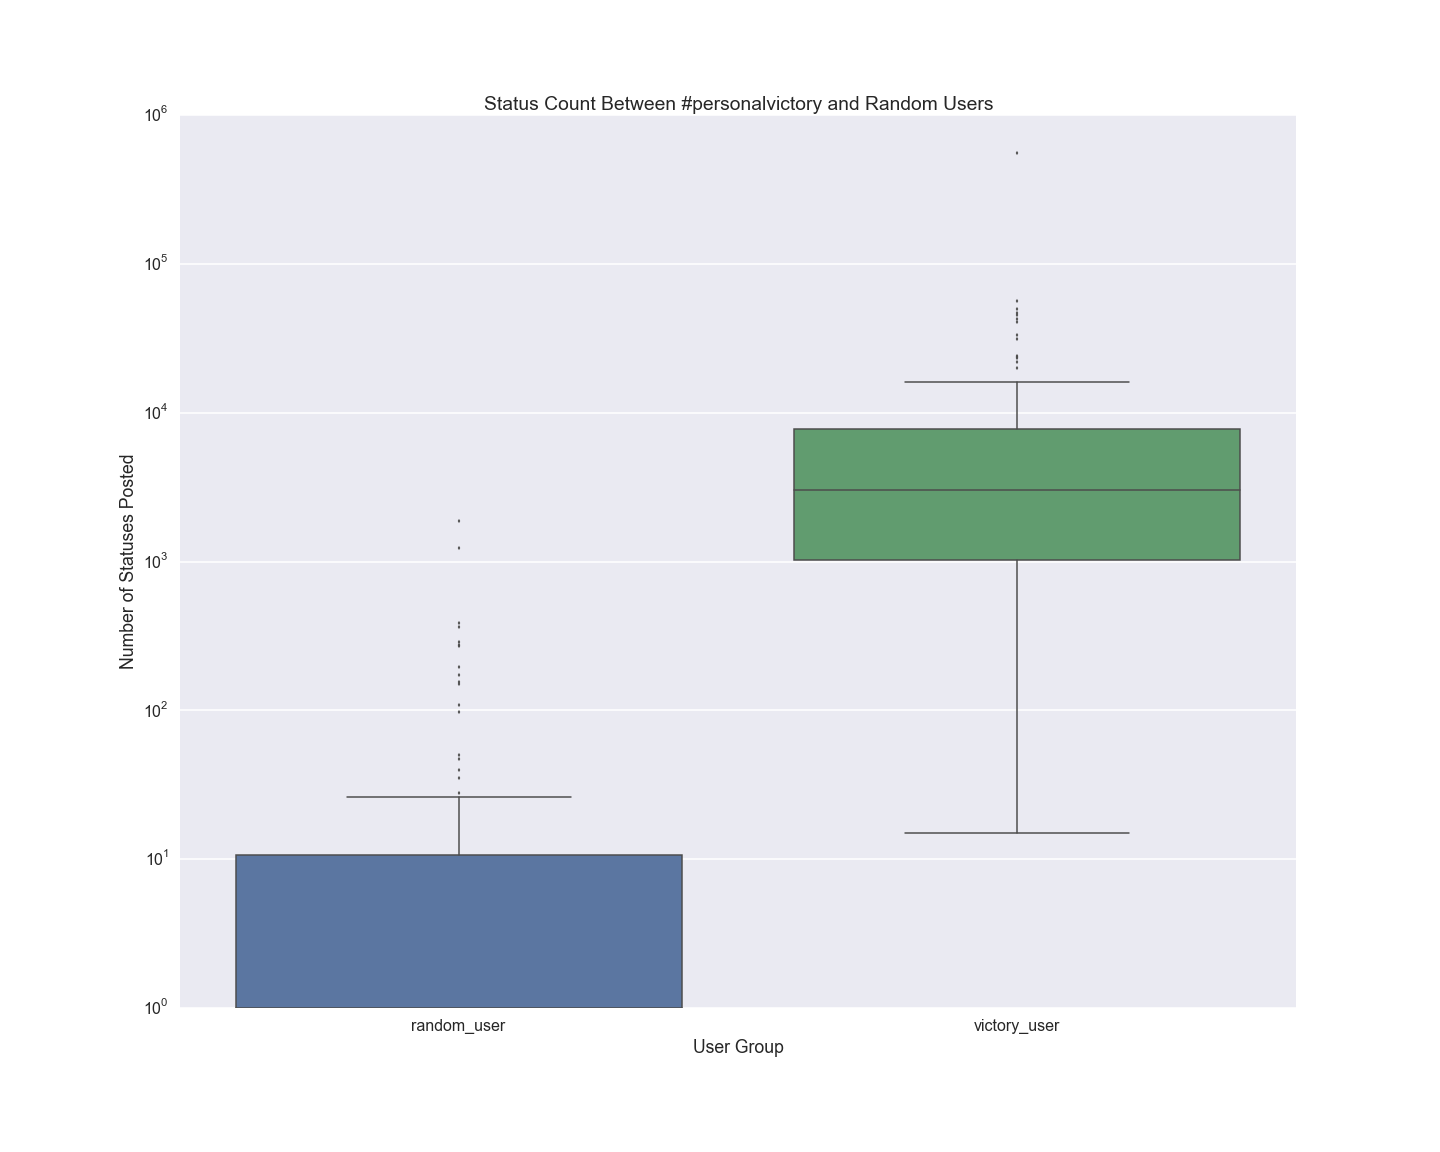 Status Count Between #personalvictory and Random Users
10^6
10^5
10^4
10^3
10^2
10^1
10^0
Number of Statuses Posted
random_user
victory_user
User Group